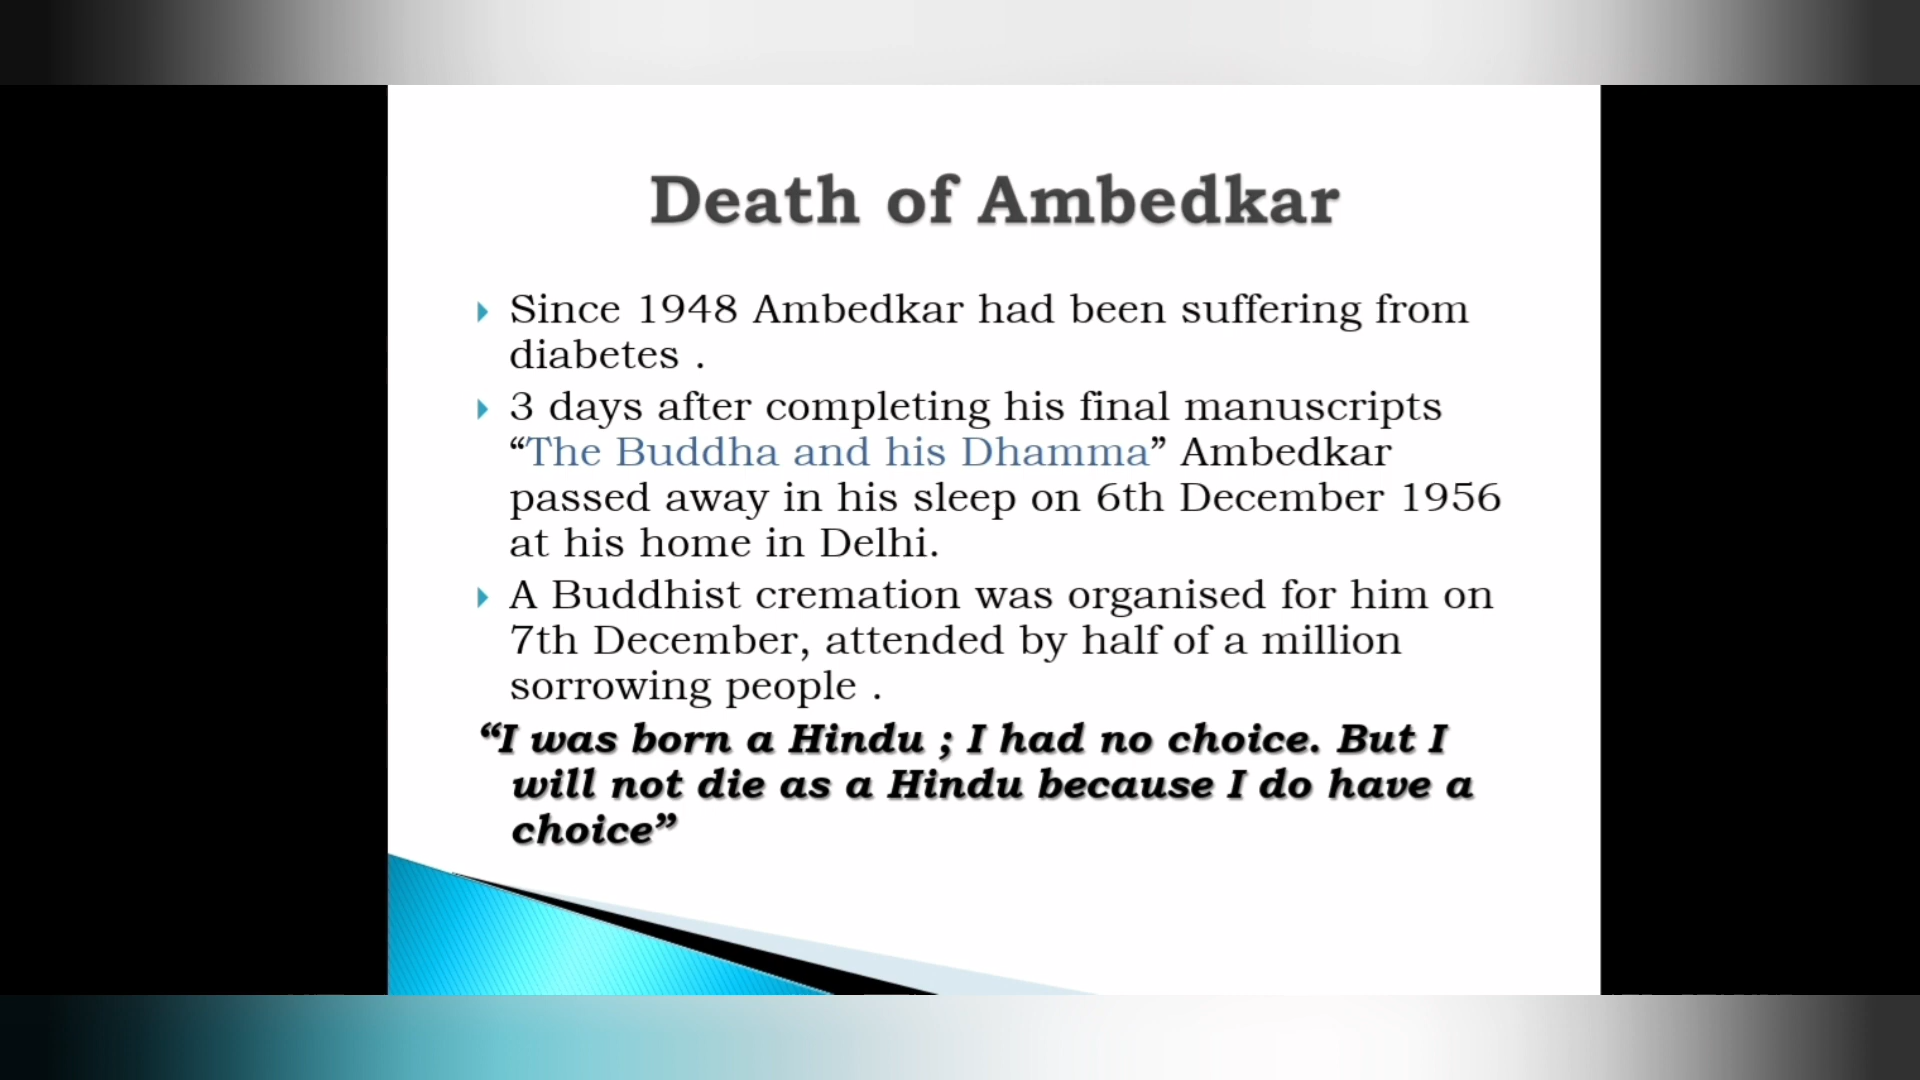 Death of Ambedkar
Since 1948 Ambedkar had been suffering from
diabetes .
3 days after completing his final manuscripts
“The Buddha and his Dhamma” Ambedkar
passed away in his sleep on 6th December 1956
at his home in Delhi.
A Buddhist cremation was organised for him on
7th December, attended by half of a million
sorrowing people .
“I was born a Hindu ; I had no choice. But I
will not die as a Hindu because I do have a
choice”